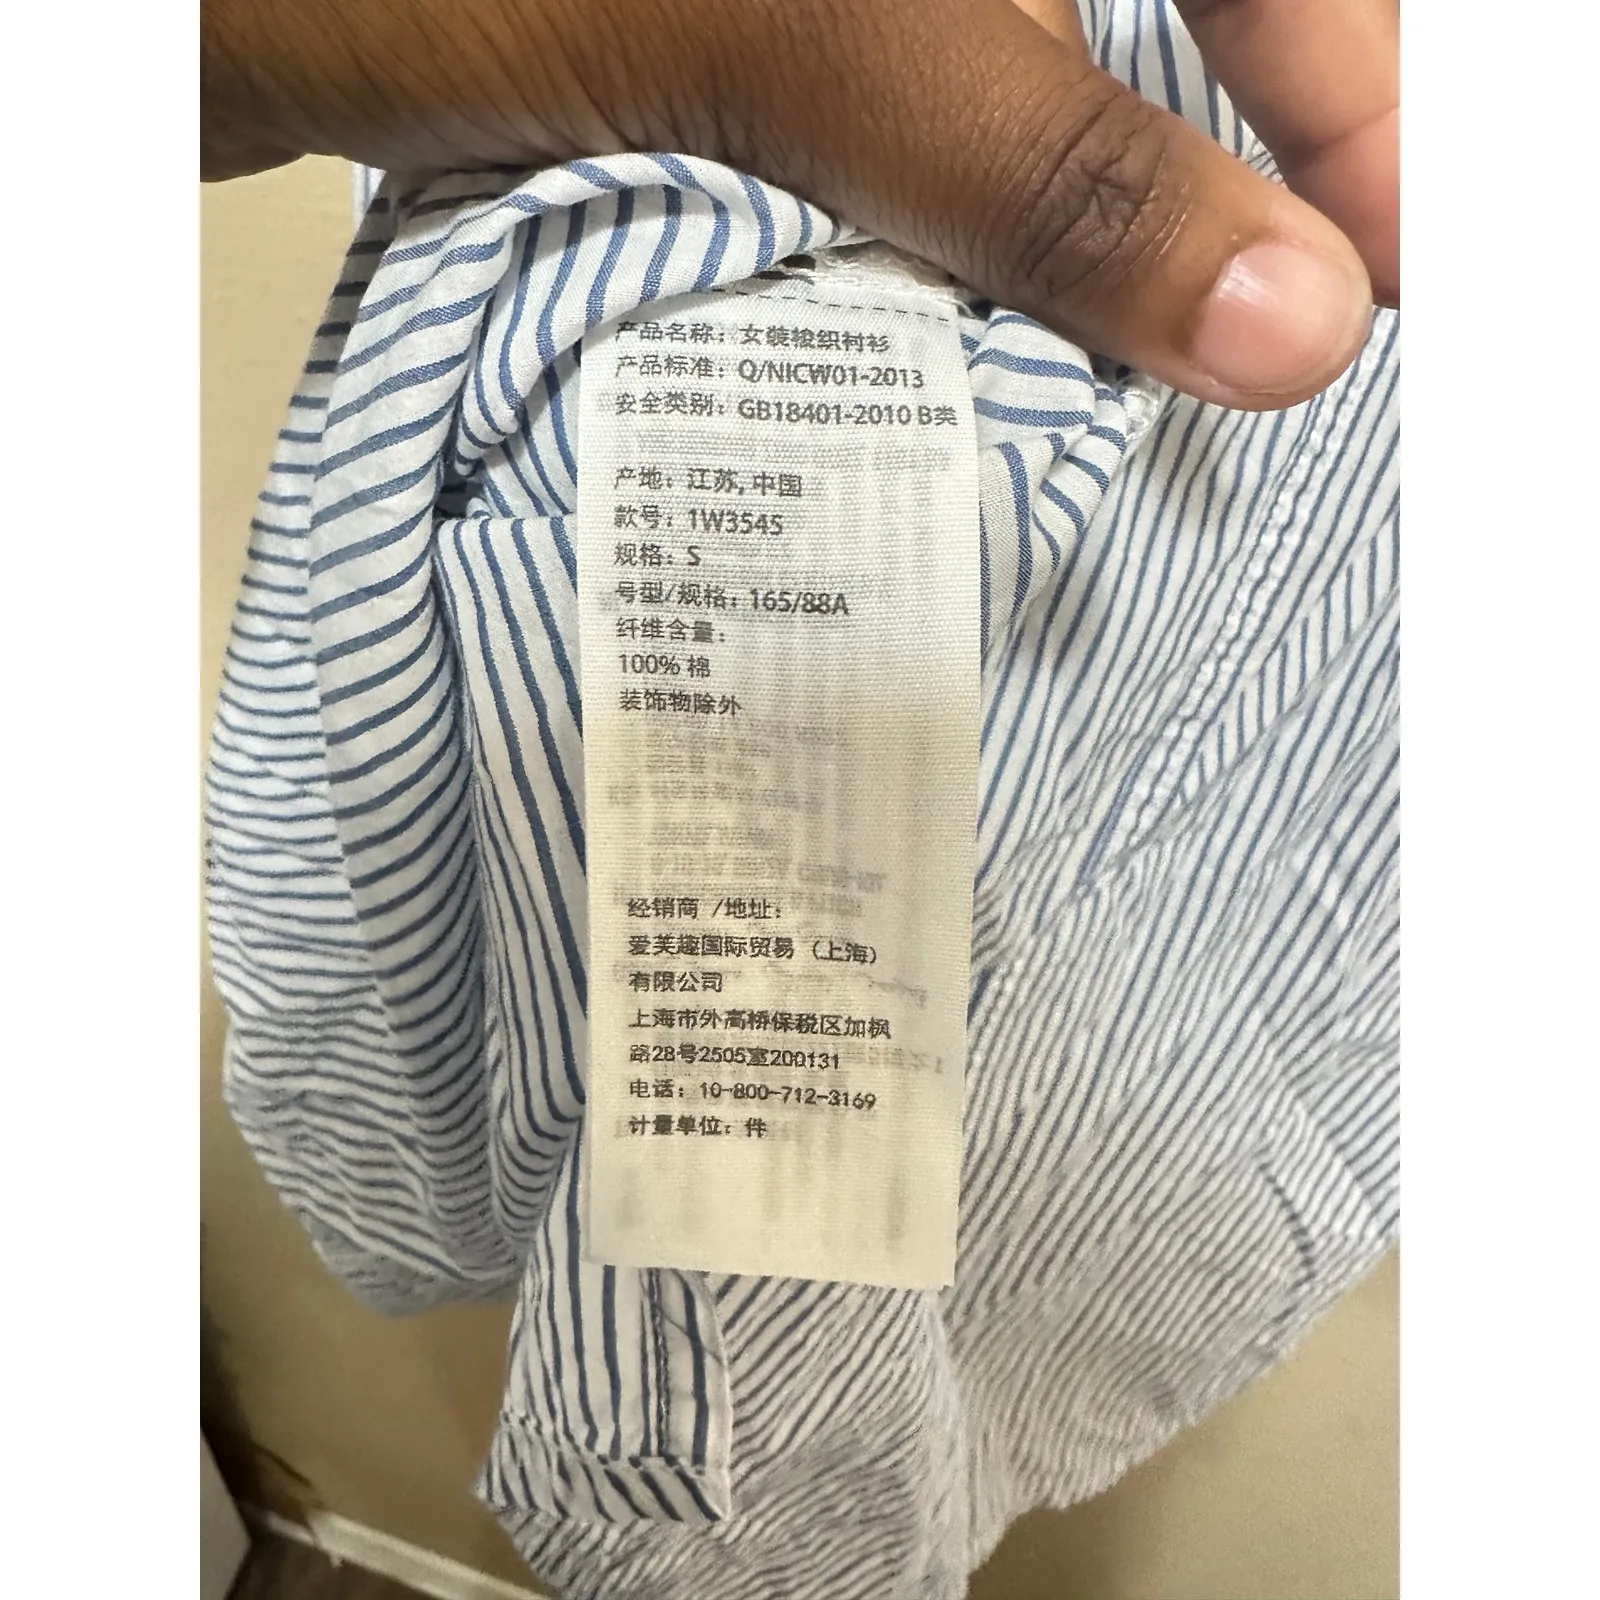 产品名称：女装梭织衬衫
产品标准：Q/NICW01-2013
安全类别：GB18401-2010 B类
产地：江苏, 中国
款号：1W3545
规格：S
号型/规格：165/88A
纤维含量：
100% 棉
装饰物除外
经销商 /地址：
爱芙趣国际贸易（上海）
有限公司
上海市外高桥保税区加枫
路28号2505室200131
电话：10-800-712-3169
计量单位：件